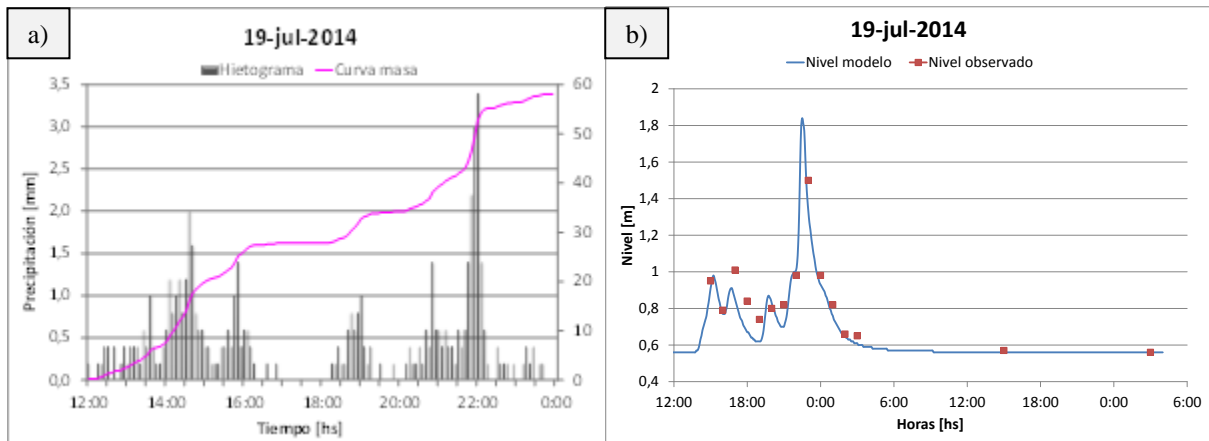 a)
19-jul-2014
Hietograma Curva masa
3,5
3,0
2,5
2,0
1,5
1,0
0,5
0,0
Precipitación [mm]
60
50
40
30
20
10
0
12:00 14:00 16:00 18:00 20:00 22:00 0:00
Tiempo [hs]
b)
19-jul-2014
Nivel modelo Nivel observado
2
1,8
1,6
1,4
1,2
1
0,8
0,6
0,4
Nivel [m]
12:00 18:00 0:00 6:00 12:00 18:00 0:00 6:00
Horas [hs]